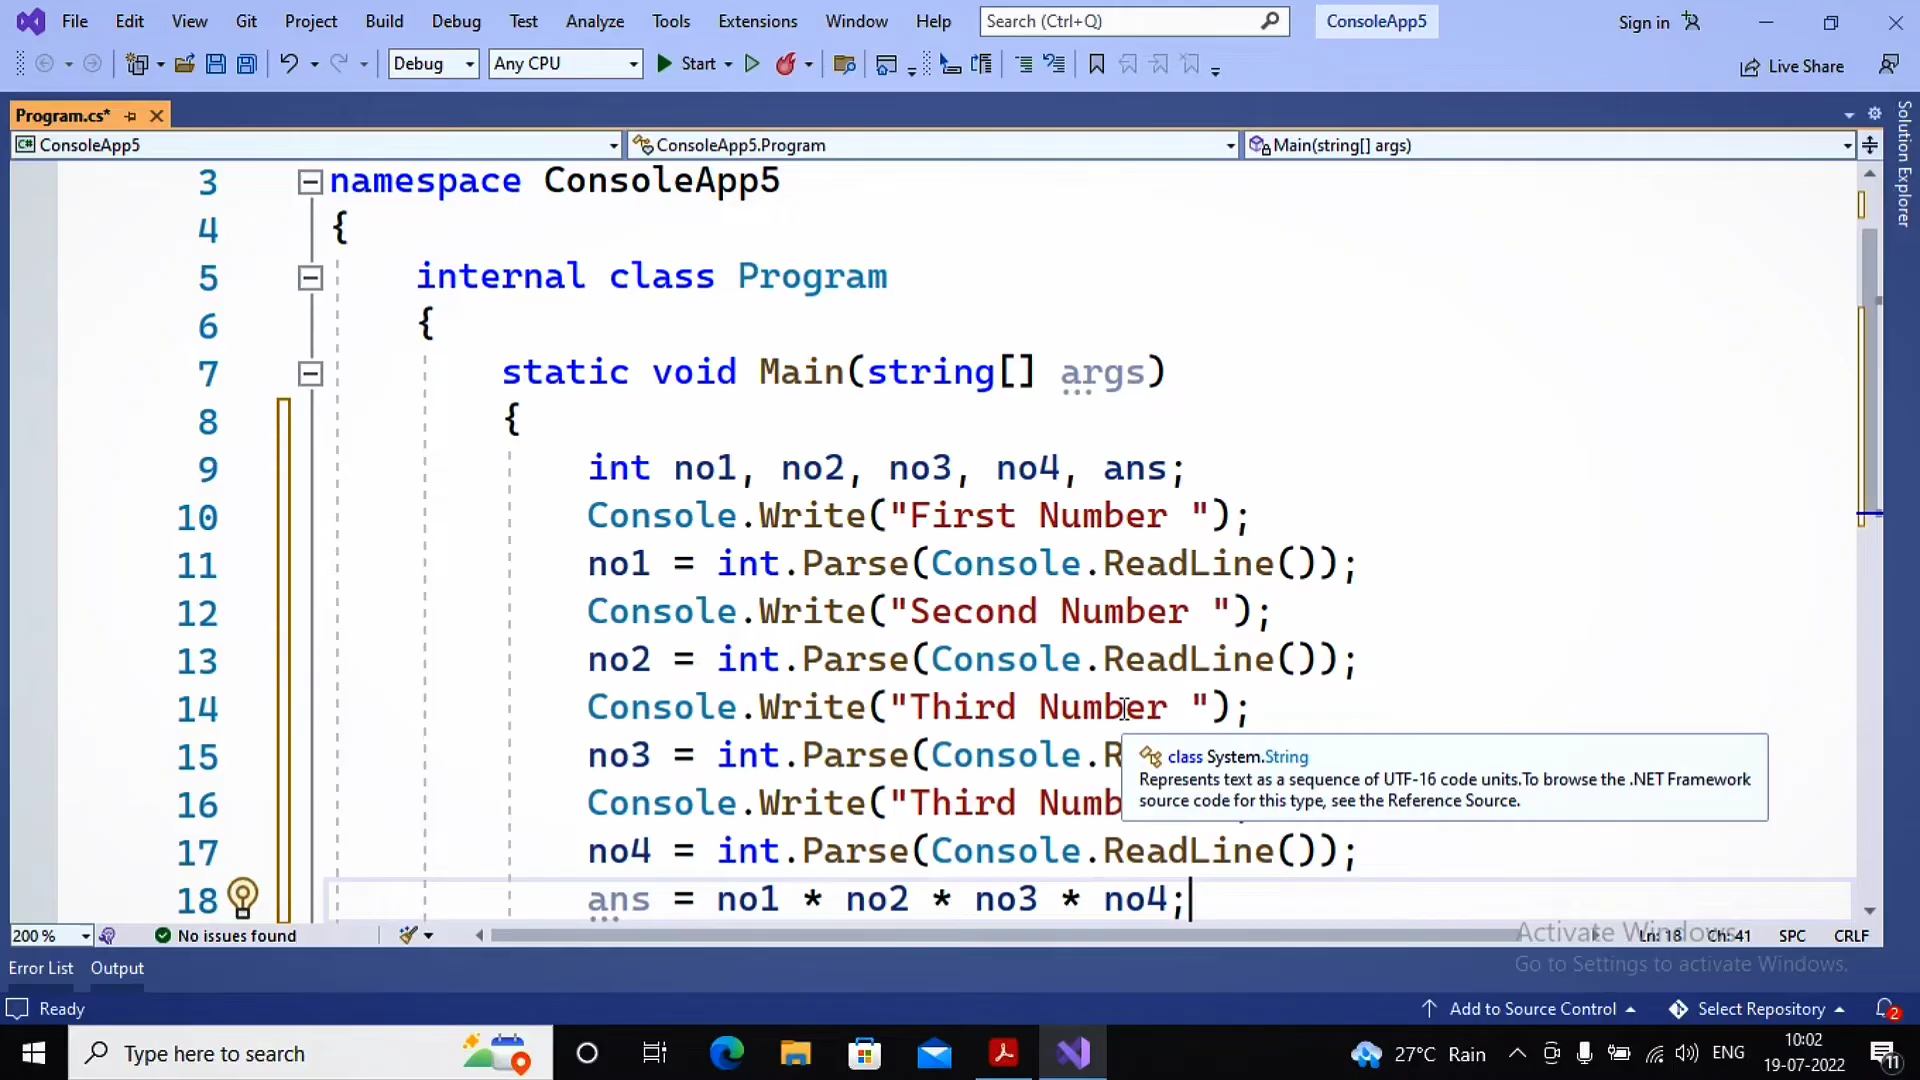 File Edit View Git Project Build Debug Test Analyze Tools Extensions Window Help Search (Ctrl+Q) ConsoleApp5 Sign in
Debug Any CPU Start Live Share
Program.cs*
ConsoleApp5 ConsoleApp5.Program Main(string[] args)
Solution Explorer
3 namespace ConsoleApp5
4 {
5 internal class Program
6 {
7 static void Main(string[] args)
8 {
9 int no1, no2, no3, no4, ans;
10 Console.Write("First Number ");
11 no1 = int.Parse(Console.ReadLine());
12 Console.Write("Second Number ");
13 no2 = int.Parse(Console.ReadLine());
14 Console.Write("Third Number ");
15 no3 = int.Parse(Console.R
class System.String
Represents text as a sequence of UTF-16 code units.To browse the .NET Framework
source code for this type, see the Reference Source.
16 Console.Write("Third Numb
17 no4 = int.Parse(Console.ReadLine());
18 ans = no1 * no2 * no3 * no4;
200 % No issues found Ln: 18 Ch: 41 SPC CRLF
Activate Windows
Go to Settings to activate Windows.
Error List Output
Ready Add to Source Control Select Repository 2
Type here to search 27°C Rain ENG 10:02
19-07-2022 11